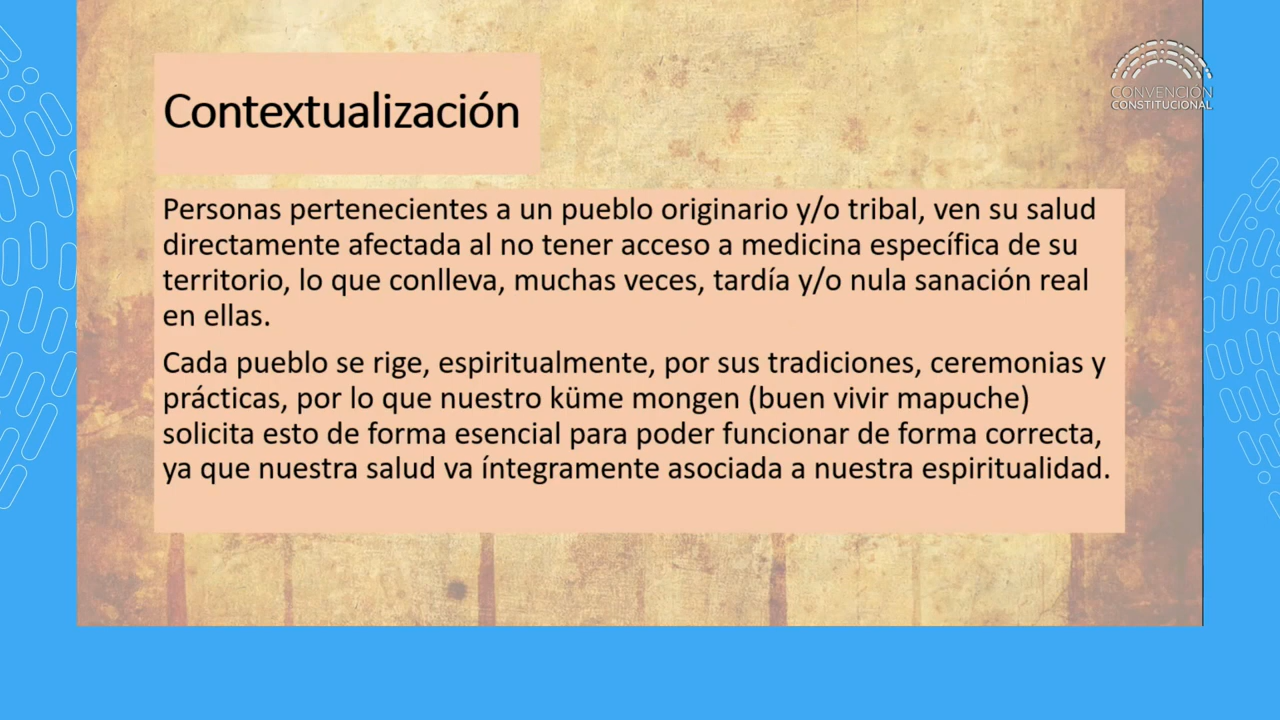 CONVENCIÓN
CONSTITUCIONAL
Contextualización
Personas pertenecientes a un pueblo originario y/o tribal, ven su salud
directamente afectada al no tener acceso a medicina específica de su
territorio, lo que conlleva, muchas veces, tardía y/o nula sanación real
en ellas.
Cada pueblo se rige, espiritualmente, por sus tradiciones, ceremonias y
prácticas, por lo que nuestro küme mongen (buen vivir mapuche)
solicita esto de forma esencial para poder funcionar de forma correcta,
ya que nuestra salud va íntegramente asociada a nuestra espiritualidad.